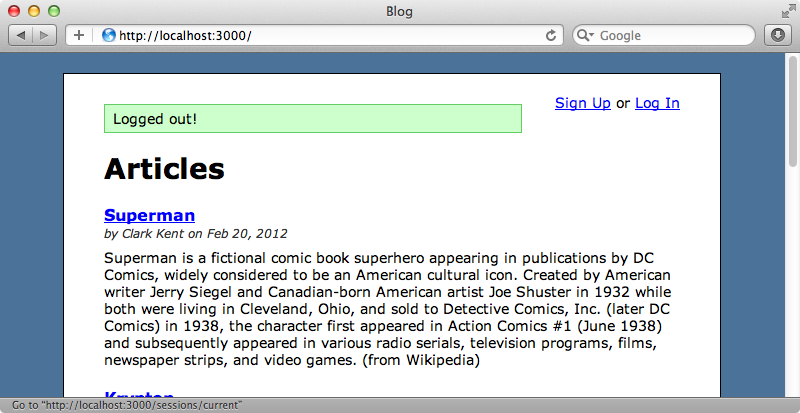 Blog
http://localhost:3000/
Google
Sign Up or Log In
Logged out!
Articles
Superman
by Clark Kent on Feb 20, 2012
Superman is a fictional comic book superhero appearing in publications by DC
Comics, widely considered to be an American cultural icon. Created by American
writer Jerry Siegel and Canadian-born American artist Joe Shuster in 1932 while
both were living in Cleveland, Ohio, and sold to Detective Comics, Inc. (later DC
Comics) in 1938, the character first appeared in Action Comics #1 (June 1938)
and subsequently appeared in various radio serials, television programs, films,
newspaper strips, and video games. (from Wikipedia)
Krypton
Go to "http://localhost:3000/sessions/current"